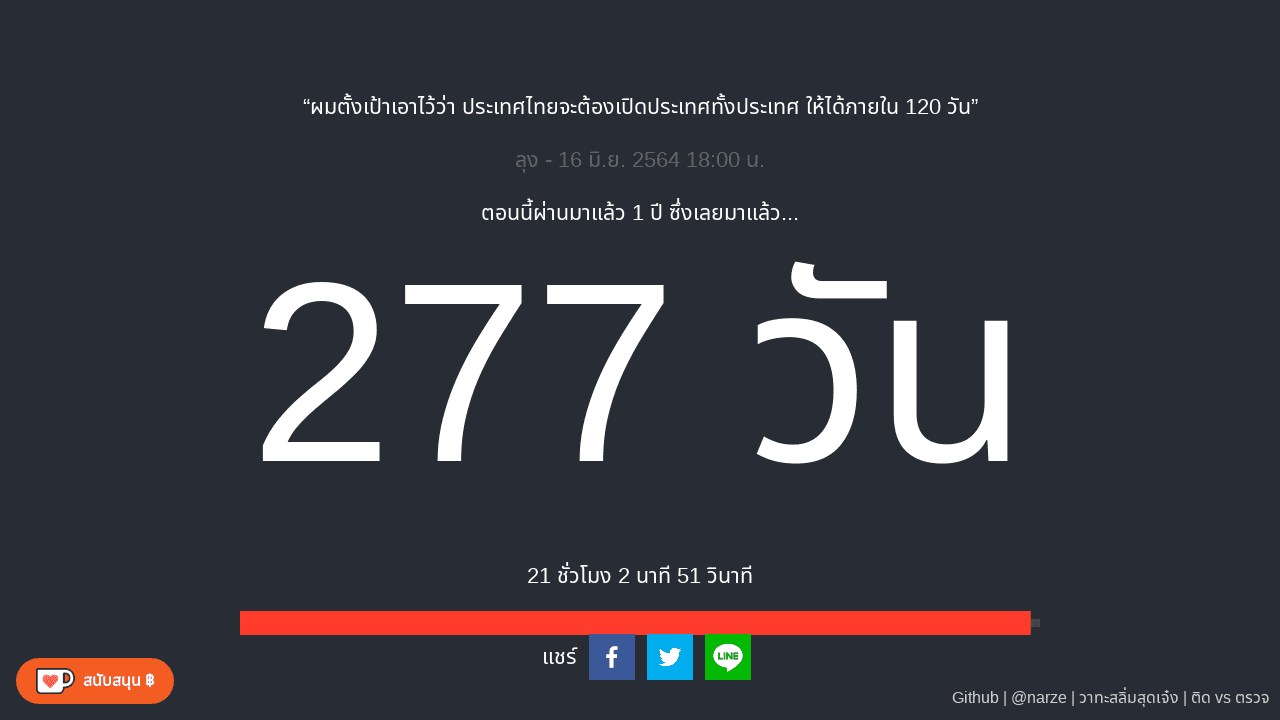 “ผมตั้งเป้าเอาไว้ว่า ประเทศไทยจะต้องเปิดประเทศทั้งประเทศ ให้ได้ภายใน 120 วัน”
ลุง - 16 มิ.ย. 2564 18:00 น.
ตอนนี้ผ่านมาแล้ว 1 ปี ซึ่งเลยมาแล้ว...
277 วัน
21 ชั่วโมง 2 นาที 51 วินาที
แชร์
LINE
สนับสนุน ฿
Github | @narze | วาทะสลิ่มสุดเจ๋ง | ติด vs ตรวจ